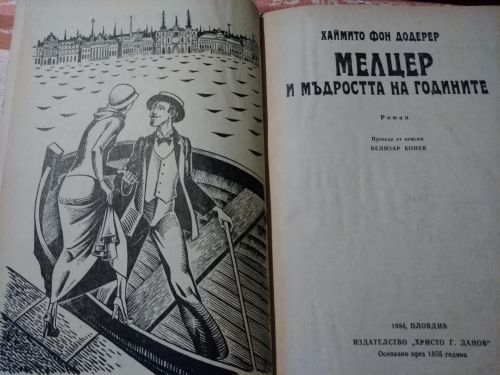 ХАЙМИТО ФОН ДОДЕРЕР
МЕЛЦЕР
И МЪДРОСТТА НА ГОДИНИТЕ
Роман
Преведе от немски
ВЕЛИЗАР БОНЕВ
1984, ПЛОВДИВ
ИЗДАТЕЛСТВО „ХРИСТО Г. ДАНОВ“
Основано през 1855 година